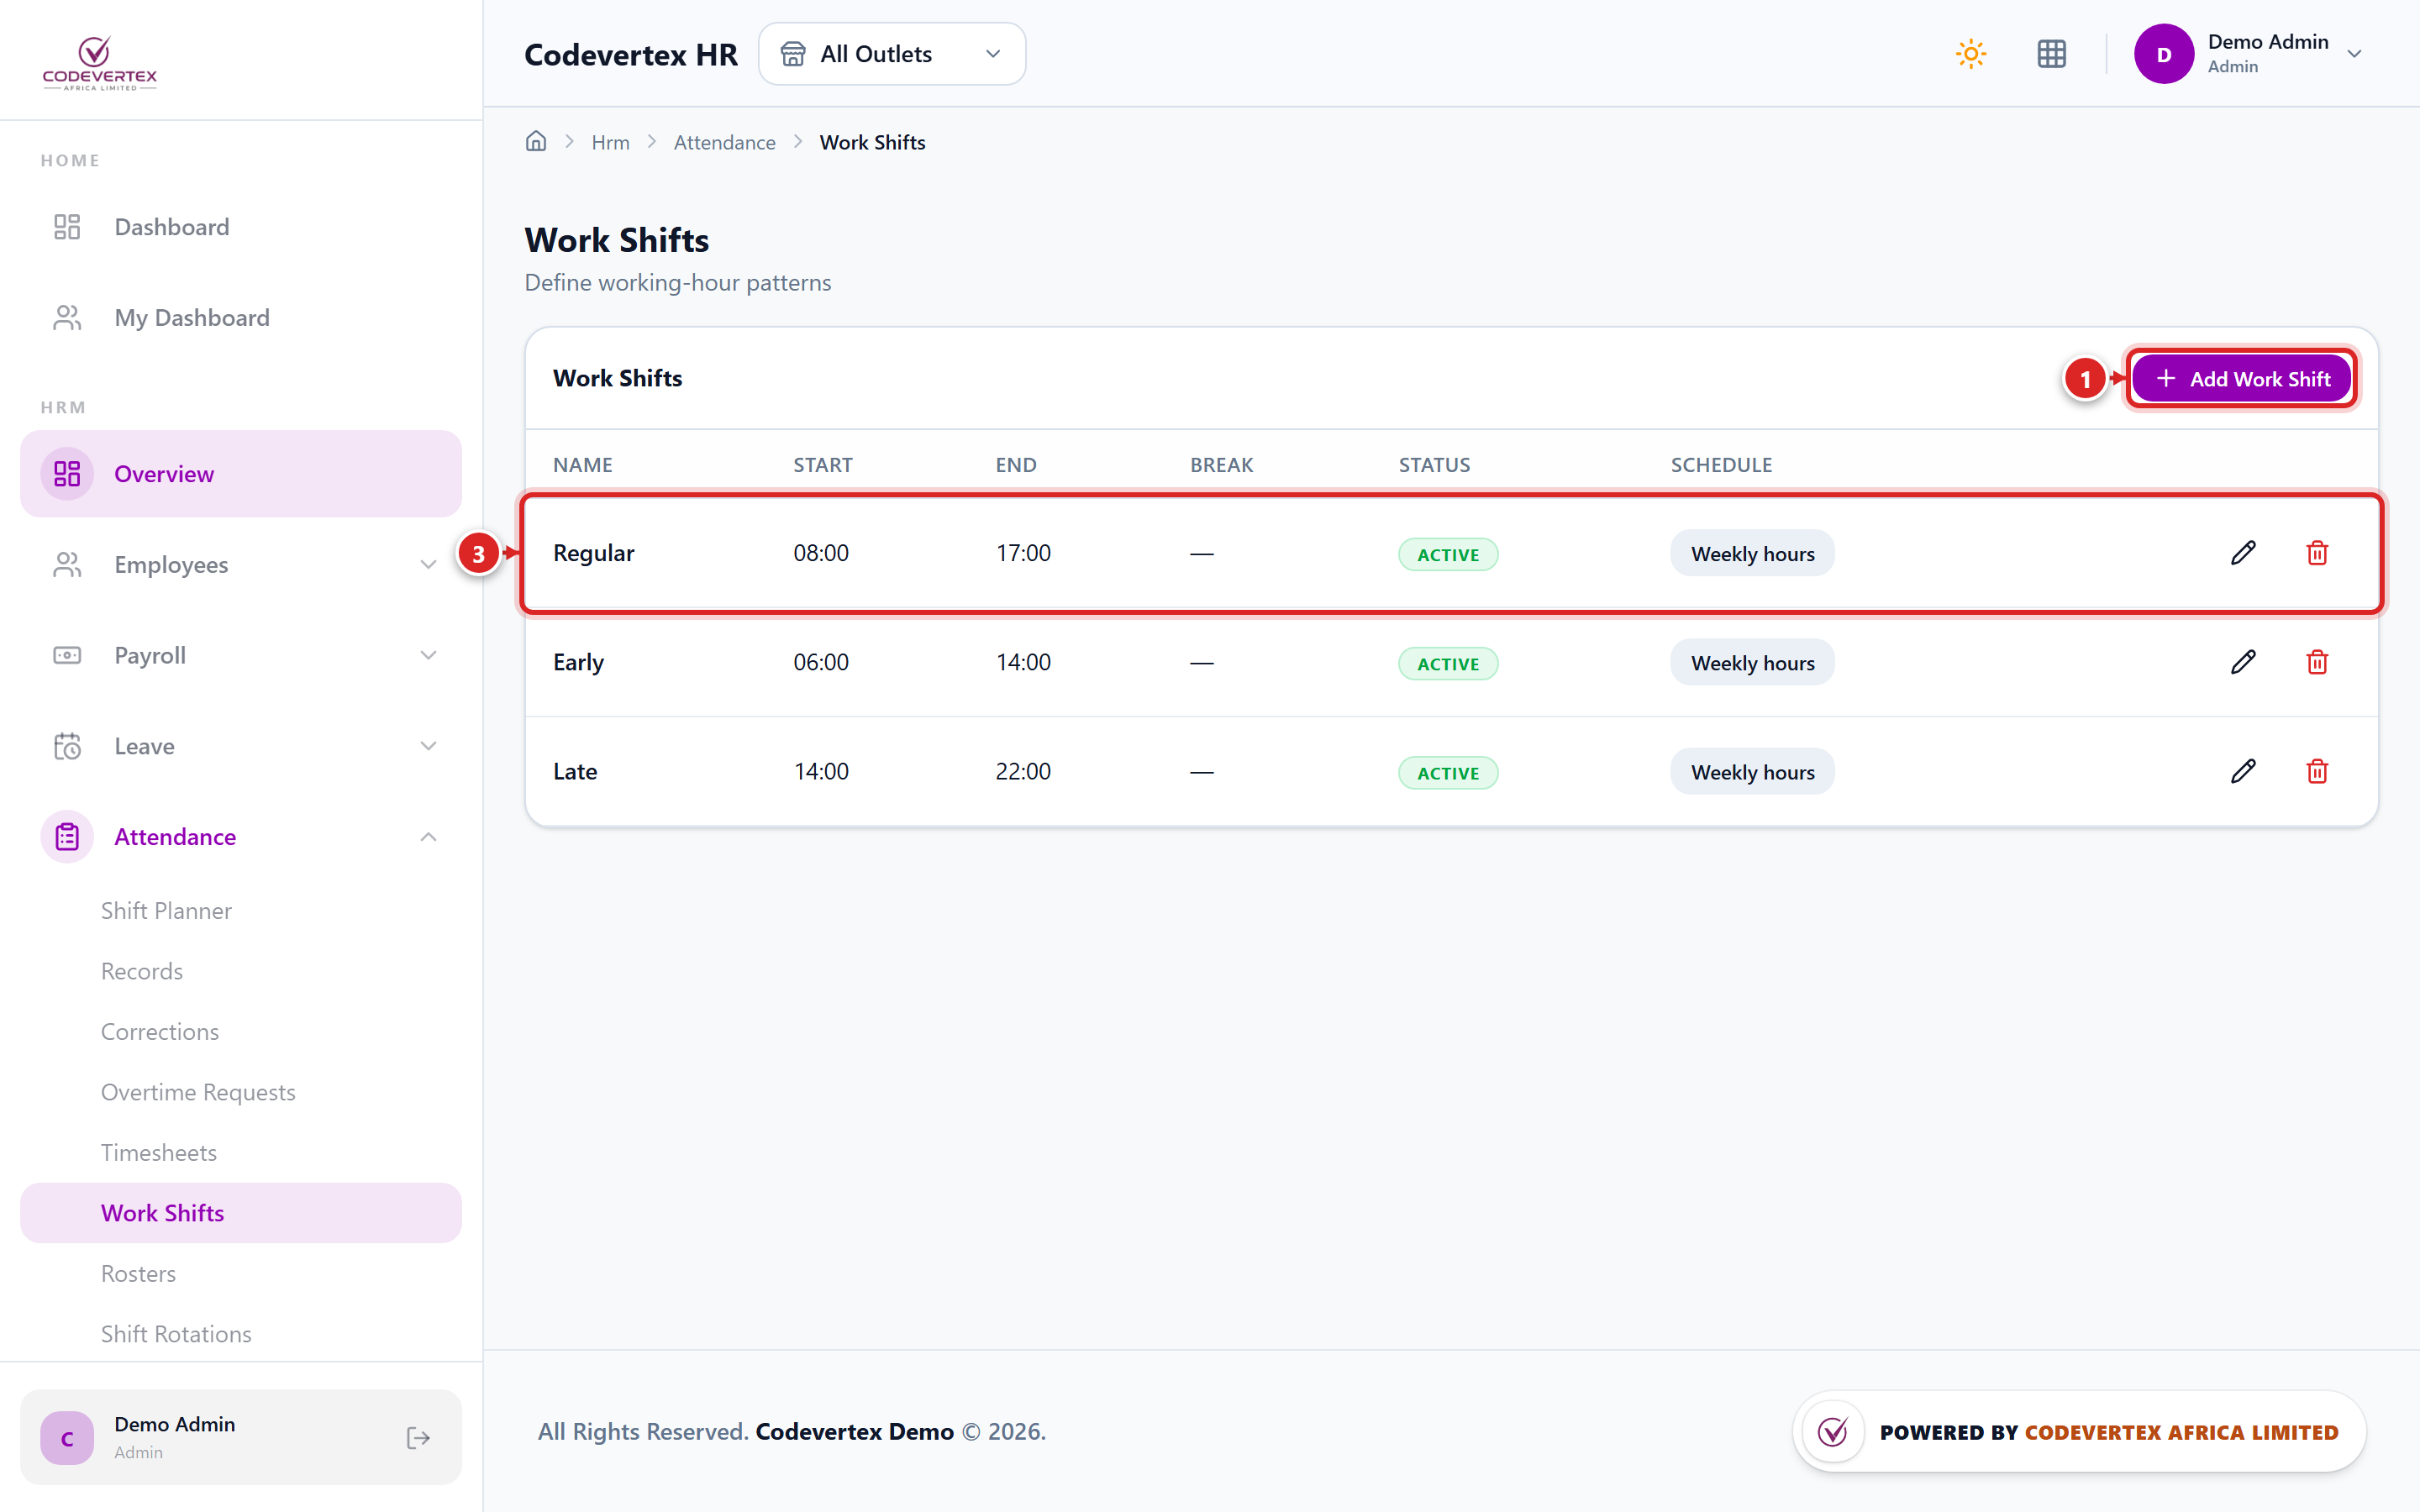 CODEVERTEX
AFRICA LIMITED
HOME
Dashboard
My Dashboard
HRM
Overview
Employees
Payroll
Leave
Attendance
Shift Planner
Records
Corrections
Overtime Requests
Timesheets
Work Shifts
Rosters
Shift Rotations
C
Demo Admin
Admin
Codevertex HR
All Outlets
D
Demo Admin
Admin
Hrm
Attendance
Work Shifts
Work Shifts
Define working-hour patterns
Work Shifts
1
Add Work Shift
NAME START END BREAK STATUS SCHEDULE
3
Regular 08:00 17:00 — ACTIVE Weekly hours
Early 06:00 14:00 — ACTIVE Weekly hours
Late 14:00 22:00 — ACTIVE Weekly hours
All Rights Reserved. Codevertex Demo © 2026.
POWERED BY CODEVERTEX AFRICA LIMITED